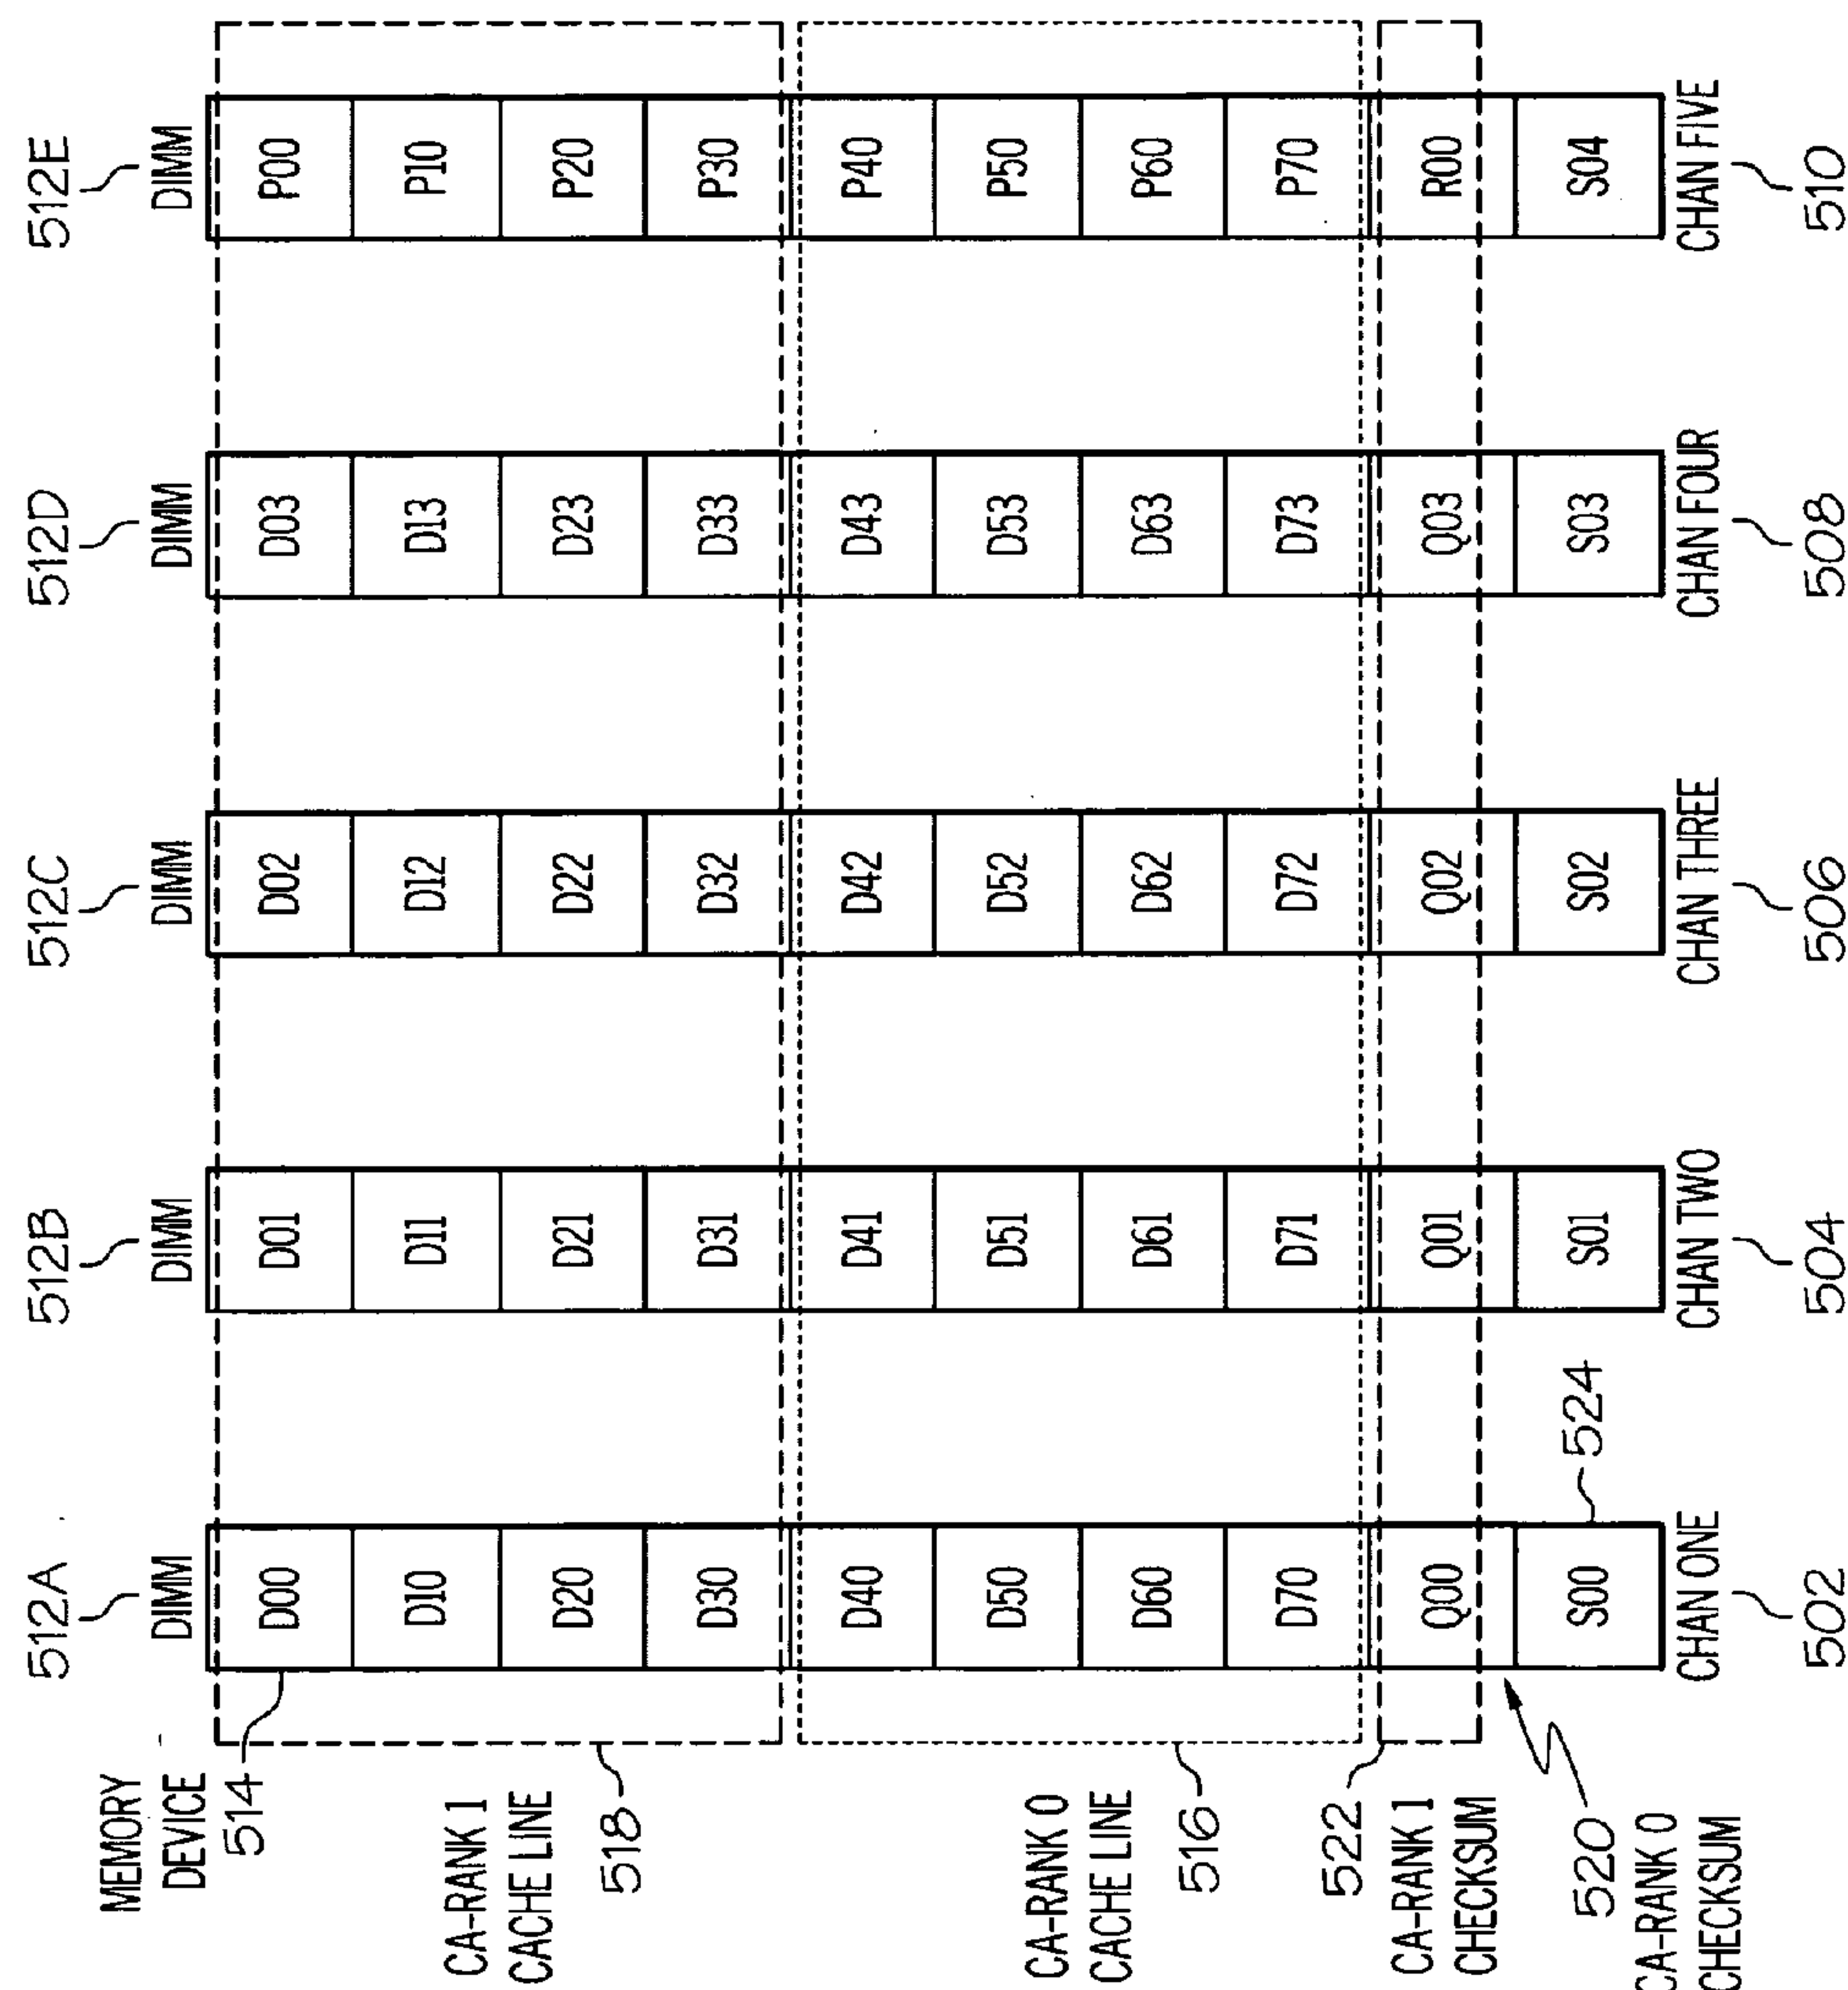 512A 512B 512C 512D 512E
MEMORY
DEVICE DIMM DIMM DIMM DIMM DIMM
514
D00 D01 D02 D03 P00
D10 D11 D12 D13 P10
CA-RANK 1
CACHE LINE
D20 D21 D22 D23 P20
518
D30 D31 D32 D33 P30
D40 D41 D42 D43 P40
D50 D51 D52 D53 P50
CA-RANK 0
CACHE LINE
D60 D61 D62 D63 P60
516
D70 D71 D72 D73 P70
522
CA-RANK 1
CHECKSUM
Q00 Q01 Q02 Q03 R00
524
S00 S01 S02 S03 S04
520
CA-RANK 0
CHECKSUM
CHAN ONE CHAN TWO CHAN THREE CHAN FOUR CHAN FIVE
502 504 506 508 510